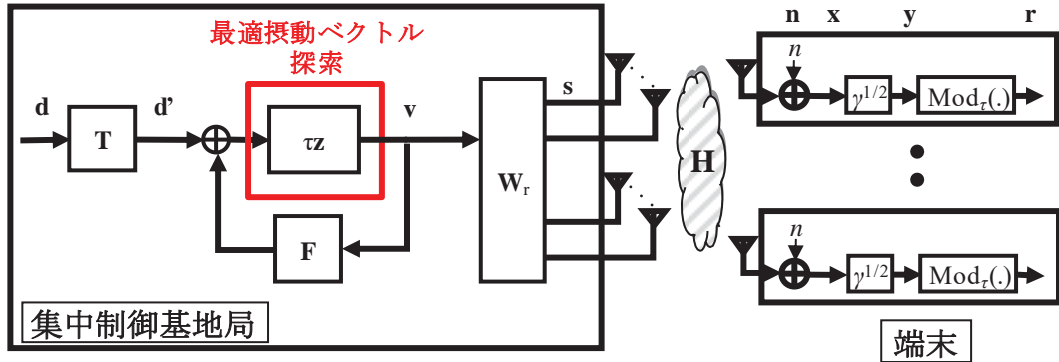 最適摂動ベクトル
探索
n x y r
d T d' τz v W_r s H
F
n γ^{1/2} Mod_τ(.)
n γ^{1/2} Mod_τ(.)
集中制御基地局
端末